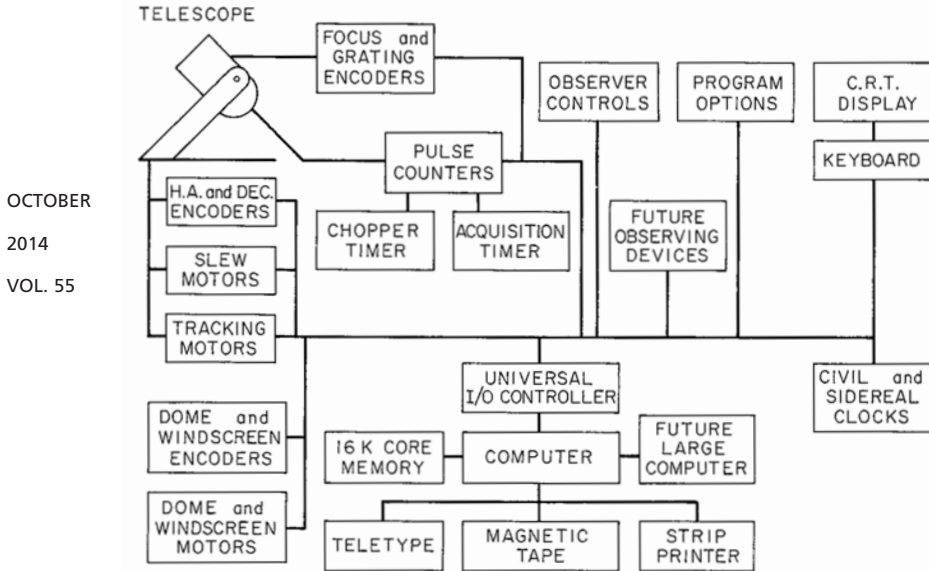 TELESCOPE
FOCUS and
GRATING
ENCODERS
OBSERVER
CONTROLS
PROGRAM
OPTIONS
C.R.T.
DISPLAY
KEYBOARD
PULSE
COUNTERS
OCTOBER
2014
VOL. 55
H.A. and DEC.
ENCODERS
CHOPPER
TIMER
ACQUISITION
TIMER
FUTURE
OBSERVING
DEVICES
SLEW
MOTORS
TRACKING
MOTORS
UNIVERSAL
I/O CONTROLLER
CIVIL and
SIDEREAL
CLOCKS
DOME and
WINDSCREEN
ENCODERS
16 K CORE
MEMORY
COMPUTER
FUTURE
LARGE
COMPUTER
DOME and
WINDSCREEN
MOTORS
TELETYPE
MAGNETIC
TAPE
STRIP
PRINTER